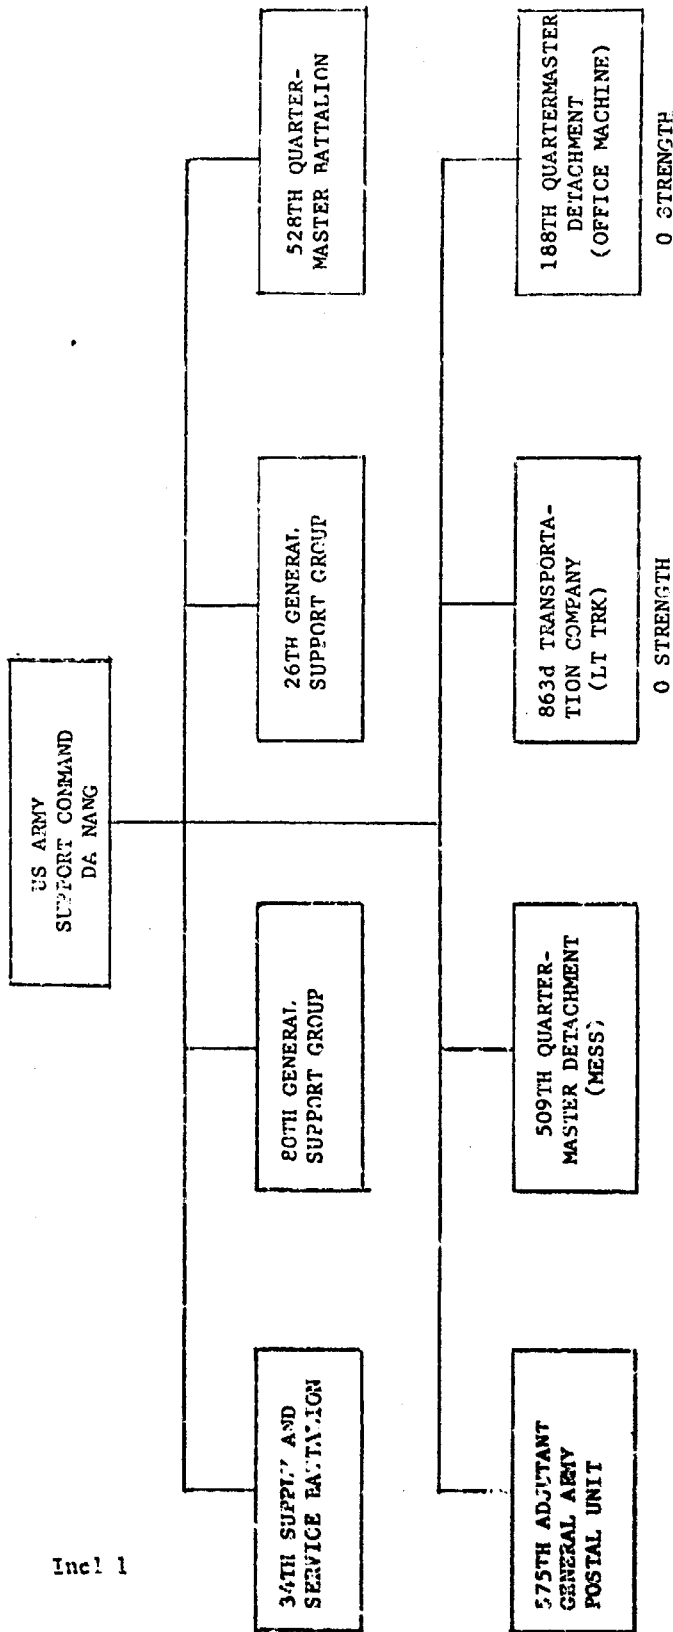 US ARMY
SUPPORT COMMAND
DA NANG
34TH SUPPLY AND
SERVICE BATTALION
80TH GENERAL
SUPPORT GROUP
26TH GENERAL
SUPPORT GROUP
528TH QUARTER-
MASTER BATTALION
575TH ADJUTANT
GENERAL ARMY
POSTAL UNIT
509TH QUARTER-
MASTER DETACHMENT
(MESS)
863d TRANSPORTA-
TION COMPANY
(LT TRK)
O STRENGTH
188TH QUARTERMASTER
DETACHMENT
(OFFICE MACHINE)
O STRENGTH
Incl 1